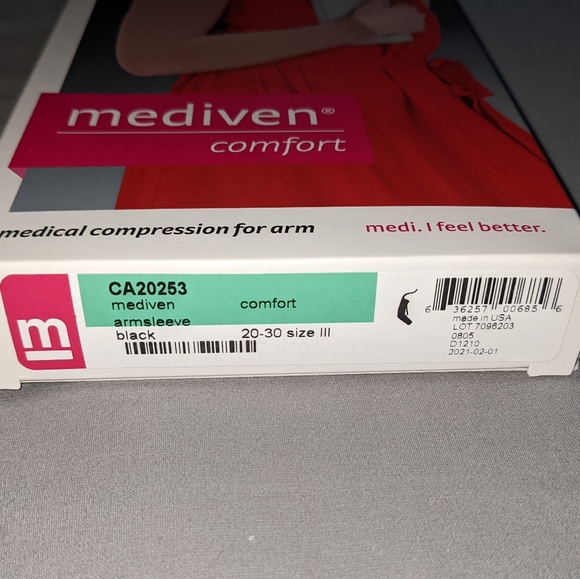 mediven®
comfort
medical compression for arm
medi. I feel better.
m
CA20253
mediven comfort
armsleeve
black 20-30 size III
6 36257 00685 6
made in USA
LOT 7096203
0805
D1210
2021-02-01